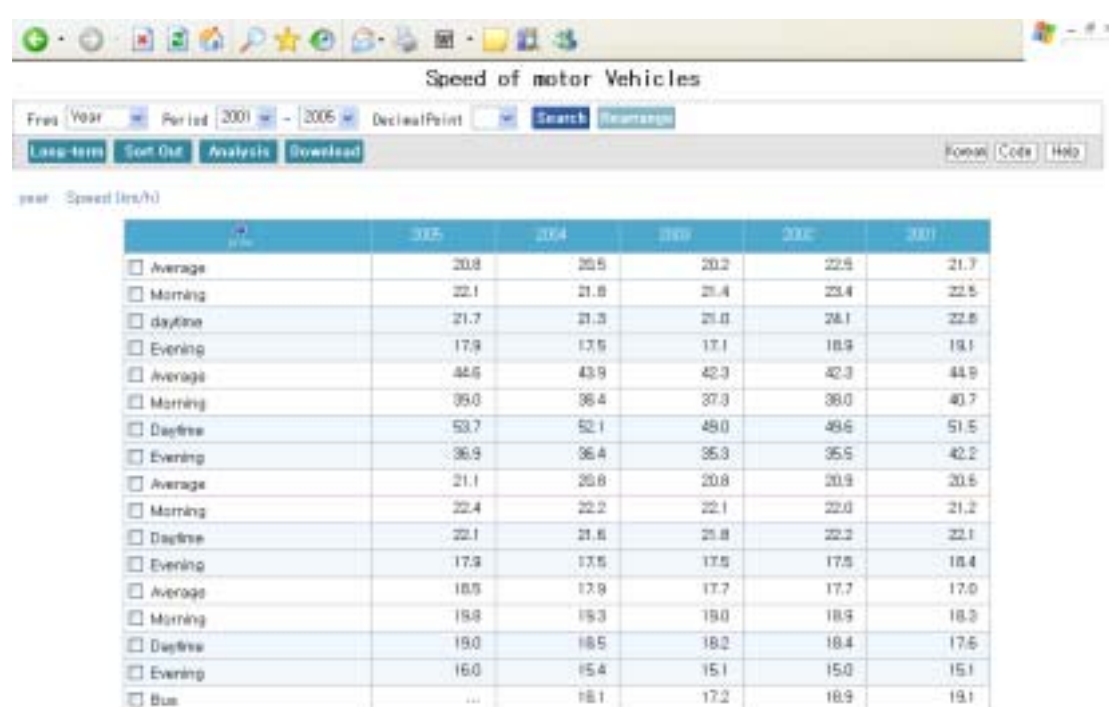 Speed of motor Vehicles
Freq Year Period 2001 - 2005 DecimalPoint Search Rearrange
Long-term Sort Out Analysis Download Korean Code Help
year Speed (km/h)
2005 2004 2003 2002 2001
Average 20.8 20.5 20.2 22.5 21.7
Morning 22.1 21.8 21.4 23.4 22.5
daytime 21.7 21.3 21.0 24.1 22.8
Evening 17.9 17.5 17.1 18.9 19.1
Average 44.6 43.9 42.3 42.3 44.9
Morning 39.0 38.4 37.3 38.0 40.7
Daytime 53.7 52.1 49.0 49.6 51.5
Evening 36.9 36.4 35.3 35.5 42.2
Average 21.1 20.8 20.8 20.9 20.5
Morning 22.4 22.2 22.1 22.0 21.2
Daytime 22.1 21.6 21.8 22.2 22.1
Evening 17.9 17.5 17.5 17.5 18.4
Average 18.5 17.9 17.7 17.7 17.0
Morning 19.8 19.3 19.0 18.9 18.3
Daytime 19.0 18.5 18.2 18.4 17.6
Evening 16.0 15.4 15.1 15.0 15.1
Bus ... 18.1 17.2 18.9 19.1